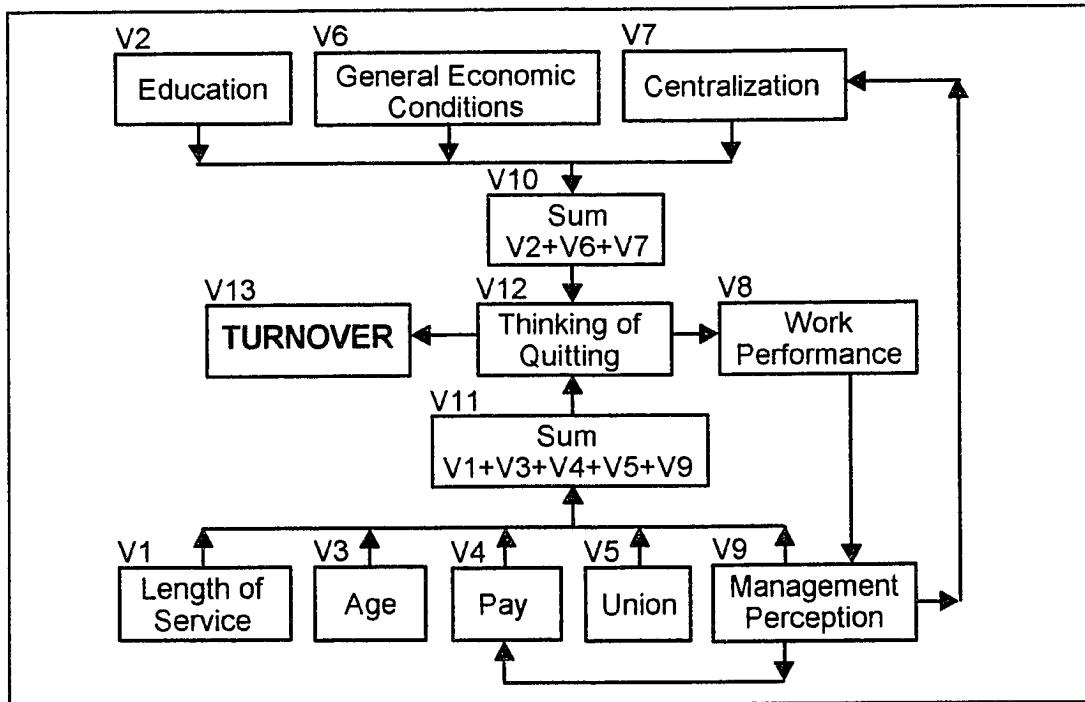 V2
Education
V6
General Economic
Conditions
V7
Centralization
V10
Sum
V2+V6+V7
V13
TURNOVER
V12
Thinking of
Quitting
V8
Work
Performance
V11
Sum
V1+V3+V4+V5+V9
V1
Length of
Service
V3
Age
V4
Pay
V5
Union
V9
Management
Perception